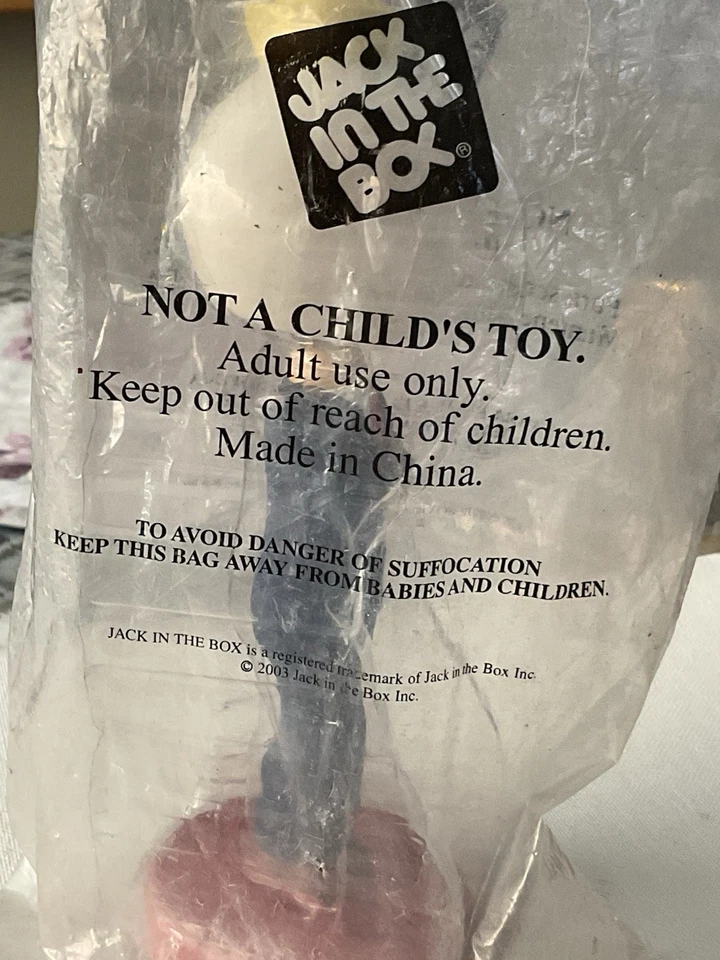 JACK
IN THE
BOX®
NOT A CHILD'S TOY.
Adult use only.
Keep out of reach of children.
Made in China.
TO AVOID DANGER OF SUFFOCATION
KEEP THIS BAG AWAY FROM BABIES AND CHILDREN.
JACK IN THE BOX is a registered trademark of Jack in the Box Inc.
© 2003 Jack in the Box Inc.